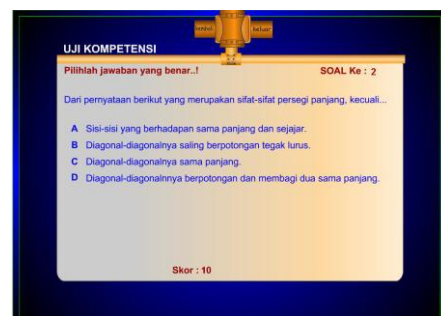 kembali keluar
UJI KOMPETENSI
Pilihlah jawaban yang benar..! SOAL Ke : 2
Dari pernyataan berikut yang merupakan sifat-sifat persegi panjang, kecuali...
A Sisi-sisi yang berhadapan sama panjang dan sejajar.
B Diagonal-diagonalnya saling berpotongan tegak lurus.
C Diagonal-diagonalnya sama panjang.
D Diagonal-diagonalnnya berpotongan dan membagi dua sama panjang.
Skor : 10